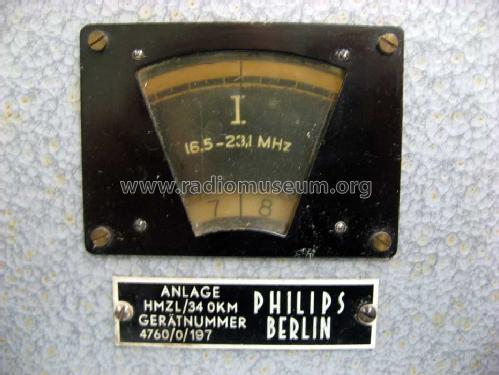 I.
16,5-23,1 MHz
www.radiomuseum.org
7 8
ANLAGE
HMZL/34 0KM
GERÄTNUMMER
4760/0/197
PHILIPS
BERLIN